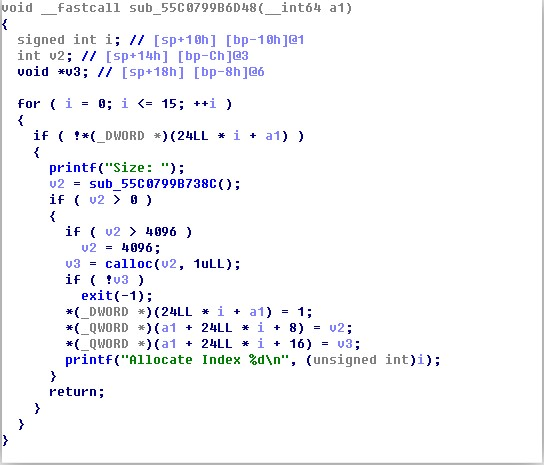 void __fastcall sub_55C0799B6D48(__int64 a1)
{
  signed int i; // [sp+10h] [bp-10h]@1
  int v2; // [sp+14h] [bp-Ch]@3
  void *v3; // [sp+18h] [bp-8h]@6

  for ( i = 0; i <= 15; ++i )
  {
    if ( !*(_DWORD *)(24LL * i + a1) )
    {
      printf("Size: ");
      v2 = sub_55C0799B738C();
      if ( v2 > 0 )
      {
        if ( v2 > 4096 )
          v2 = 4096;
        v3 = calloc(v2, 1uLL);
        if ( !v3 )
          exit(-1);
        *(_DWORD *)(24LL * i + a1) = 1;
        *(_QWORD *)(a1 + 24LL * i + 8) = v2;
        *(_QWORD *)(a1 + 24LL * i + 16) = v3;
        printf("Allocate Index %d\n", (unsigned int)i);
      }
      return;
    }
  }
}